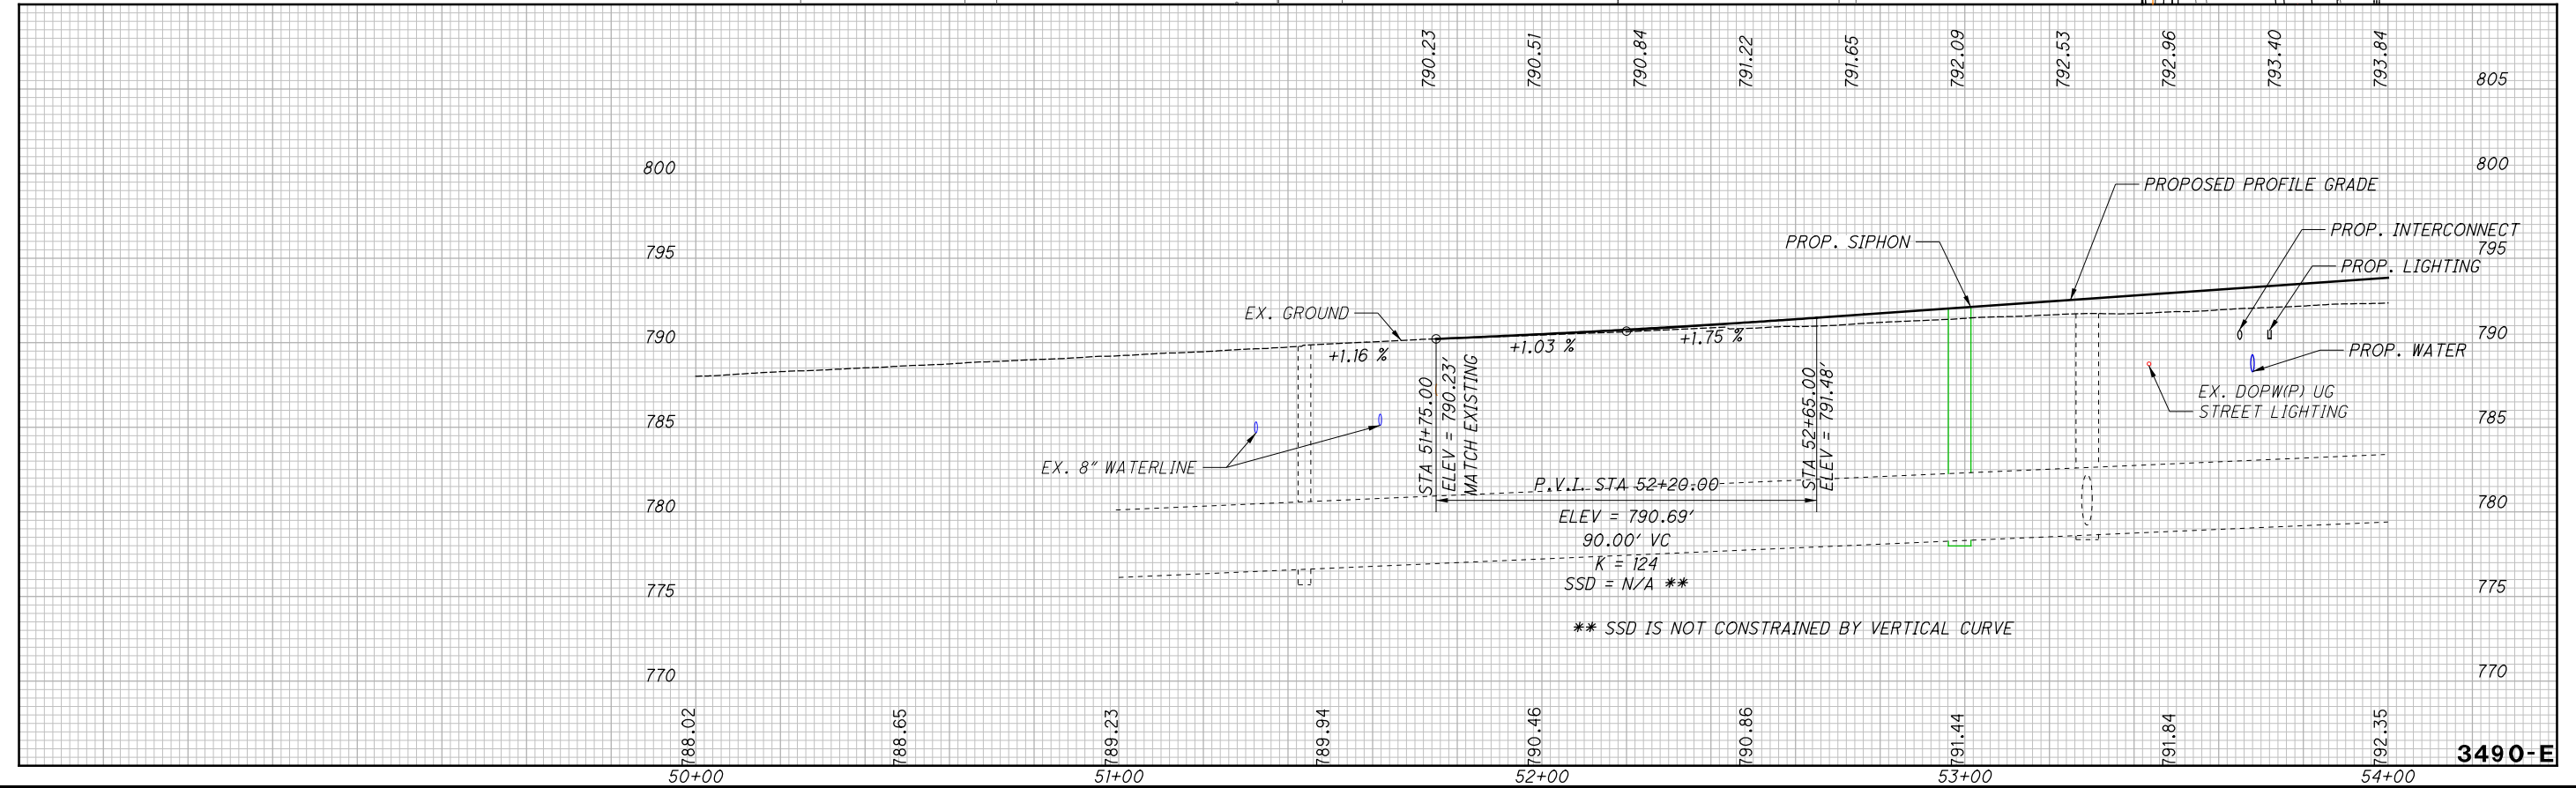 790.23
790.51
790.84
791.22
791.65
792.09
792.53
792.96
793.40
793.84
805
800
800
PROPOSED PROFILE GRADE
PROP. INTERCONNECT
PROP. SIPHON
795
795
PROP. LIGHTING
EX. GROUND
790
790
+1.16 %
+1.03 %
+1.75 %
PROP. WATER
EX. DOPW(P) UG
STREET LIGHTING
785
785
STA 51+75.00
ELEV = 790.23'
MATCH EXISTING
STA 52+65.00
ELEV = 791.48'
EX. 8" WATERLINE
P.V.I. STA 52+20.00
780
780
ELEV = 790.69'
90.00' VC
K = 124
SSD = N/A **
775
775
** SSD IS NOT CONSTRAINED BY VERTICAL CURVE
770
770
788.02
788.65
789.23
789.94
790.46
790.86
791.44
791.84
792.35
3490-E
50+00
51+00
52+00
53+00
54+00